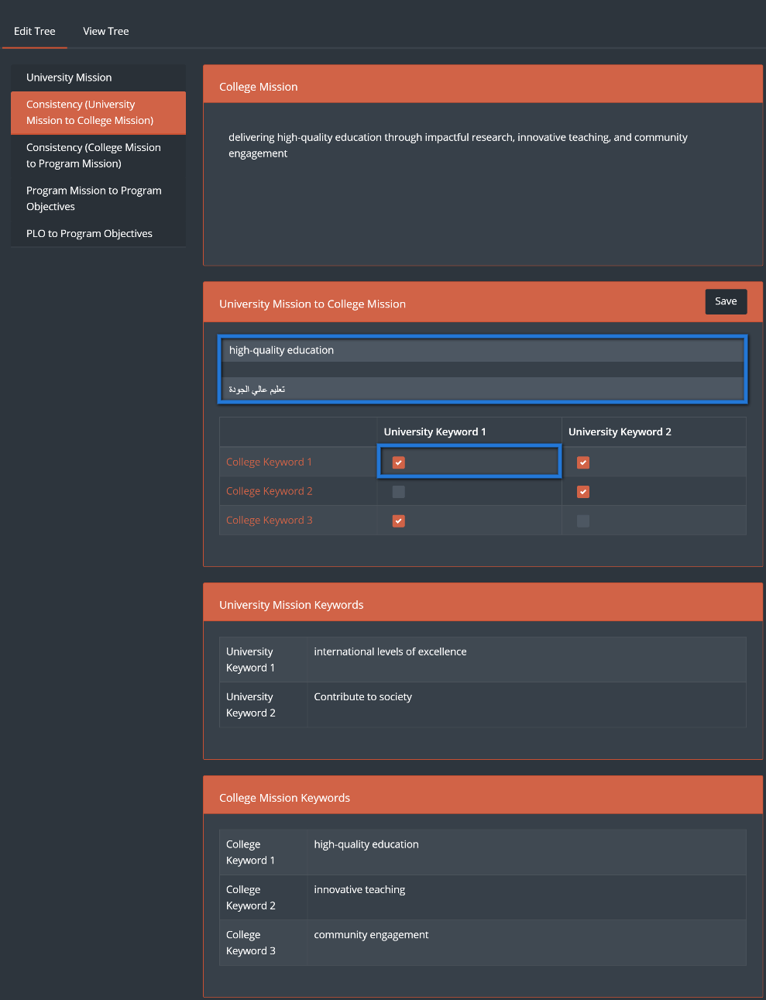 Edit Tree View Tree
University Mission
Consistency (University
Mission to College Mission)
Consistency (College Mission
to Program Mission)
Program Mission to Program
Objectives
PLO to Program Objectives
College Mission
delivering high-quality education through impactful research, innovative teaching, and community
engagement
University Mission to College Mission
Save
high-quality education
تعليم عالي الجودة
University Keyword 1 University Keyword 2
College Keyword 1
College Keyword 2
College Keyword 3
University Mission Keywords
University
Keyword 1
international levels of excellence
University
Keyword 2
Contribute to society
College Mission Keywords
College
Keyword 1
high-quality education
College
Keyword 2
innovative teaching
College
Keyword 3
community engagement